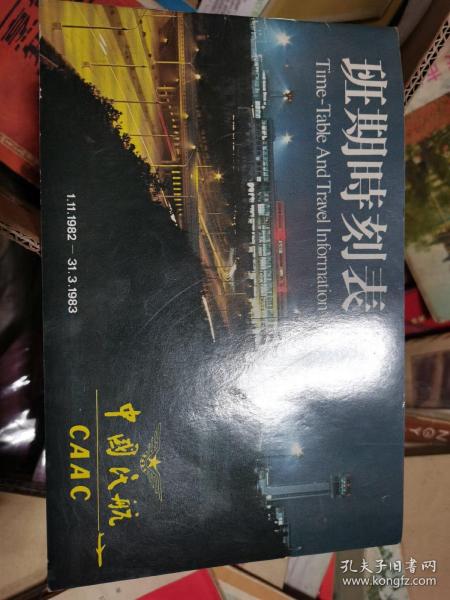 班期時刻表
Time-Table And Travel Information
1.11.1982 — 31.3.1983
中國民航
CAAC
孔夫子旧书网
www.kongfz.com